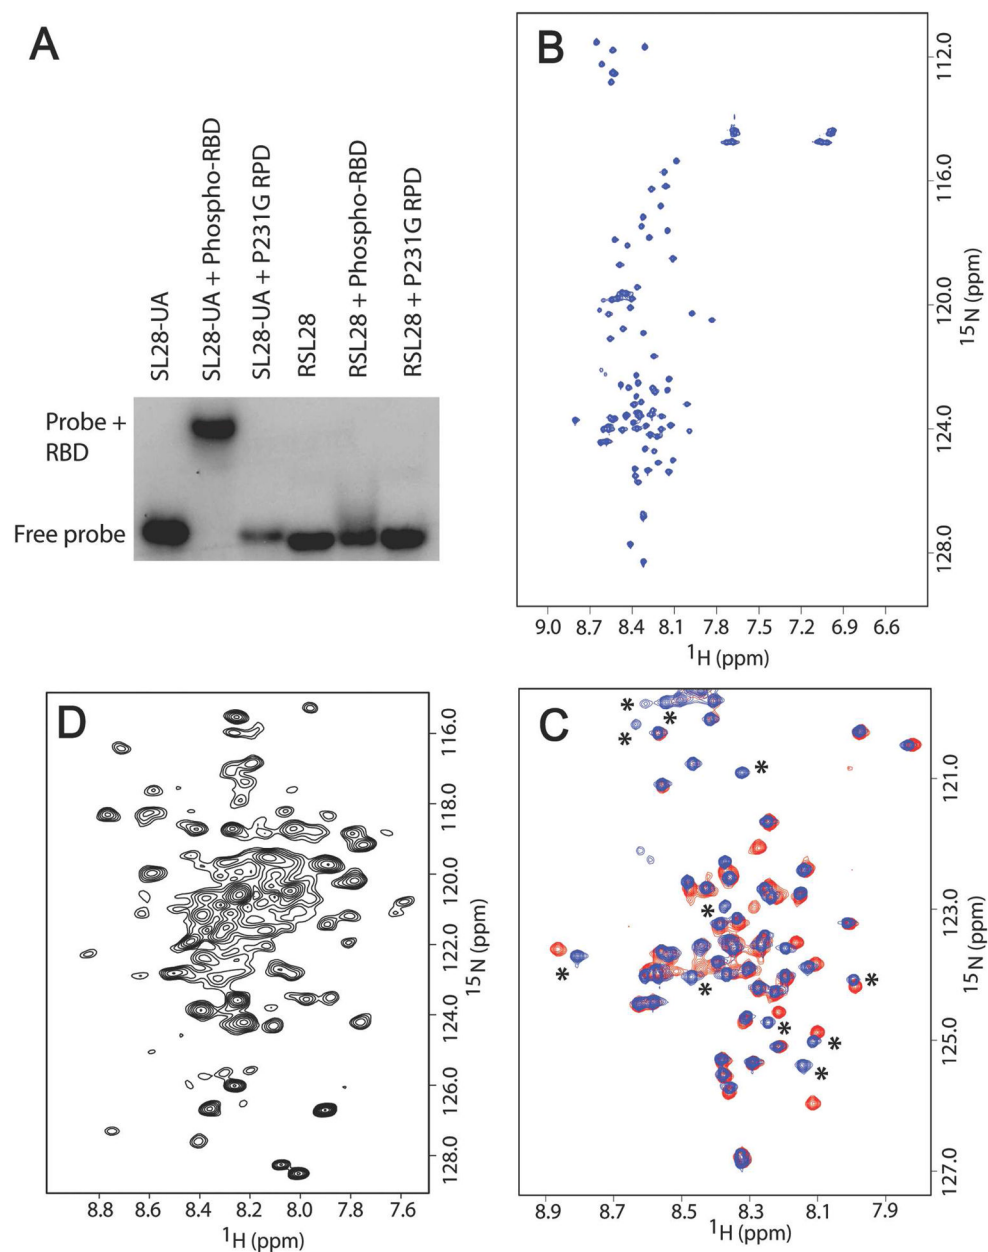 A
SL28-UA
SL28-UA + Phospho-RBD
SL28-UA + P231G RPD
RSL28
RSL28 + Phospho-RBD
RSL28 + P231G RPD
Probe +
RBD
Free probe
B
112.0
116.0
120.0
124.0
128.0
15N (ppm)
9.0 8.7 8.4 8.1 7.8 7.5 7.2 6.9 6.6
1H (ppm)
D
116.0
118.0
120.0
122.0
124.0
126.0
128.0
15N (ppm)
8.8 8.6 8.4 8.2 8.0 7.8 7.6
1H (ppm)
C
* * * * * * * * * * *
121.0
123.0
125.0
127.0
15N (ppm)
8.9 8.7 8.5 8.3 8.1 7.9
1H (ppm)